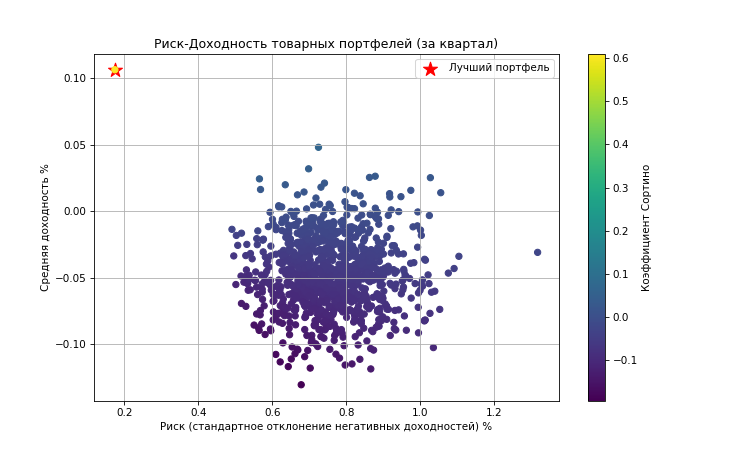 Риск-Доходность товарных портфелей (за квартал)
Лучший портфель
0.10
0.05
0.00
−0.05
−0.10
Средняя доходность %
0.2 0.4 0.6 0.8 1.0 1.2
Риск (стандартное отклонение негативных доходностей) %
0.6
0.5
0.4
0.3
0.2
0.1
0.0
−0.1
Коэффициент Сортино